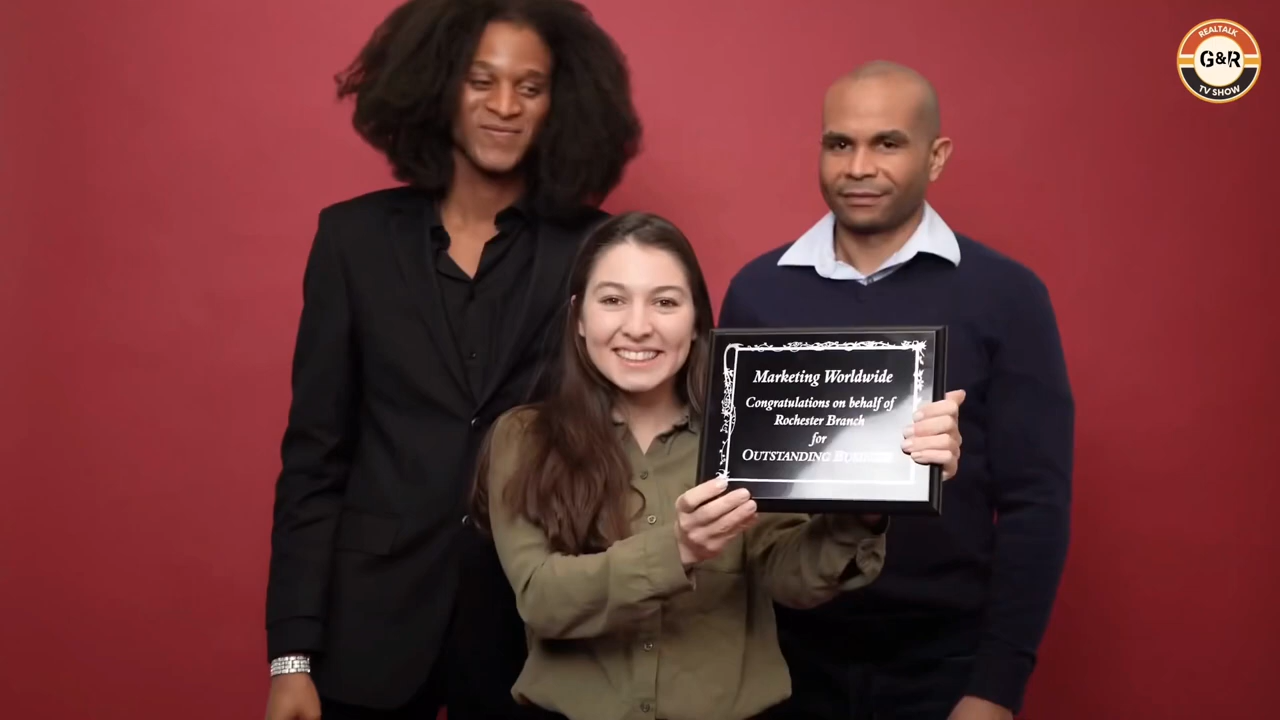 REALTALK
G&R
TV SHOW
Marketing Worldwide
Congratulations on behalf of
Rochester Branch
for
OUTSTANDING